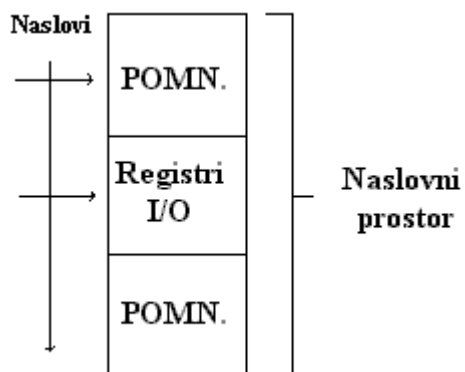 Naslovi
POMN.
Registri
I/O
Naslovni
prostor
POMN.